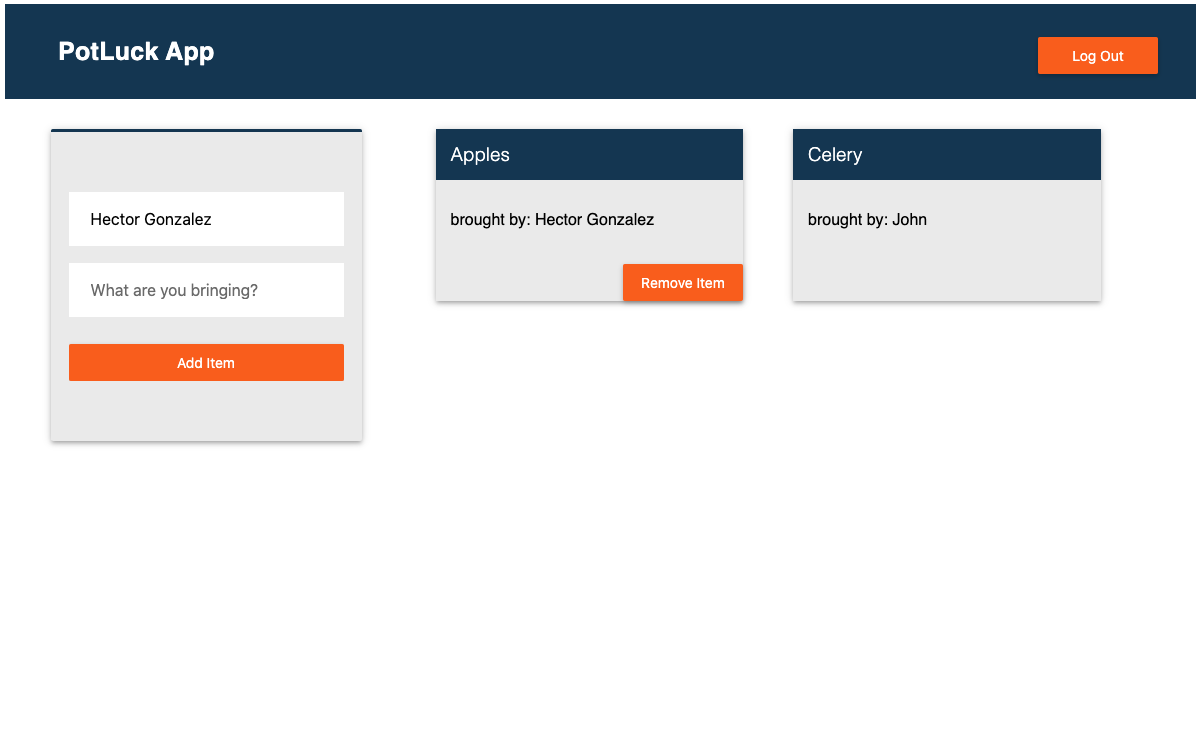 PotLuck App
Log Out
Hector Gonzalez
What are you bringing?
Add Item
Apples
brought by: Hector Gonzalez
Remove Item
Celery
brought by: John